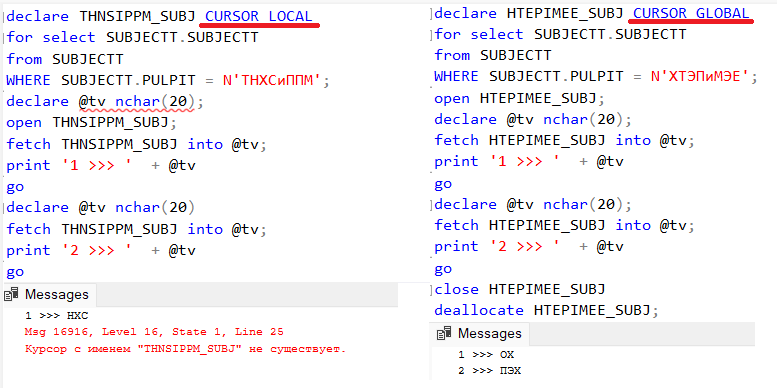 declare THNSIPPM_SUBJ CURSOR LOCAL
for select SUBJECTT.SUBJECTT
from SUBJECTT
WHERE SUBJECTT.PULPIT = N'ТНХСиППМ';
declare @tv nchar(20);
open THNSIPPM_SUBJ;
fetch THNSIPPM_SUBJ into @tv;
print '1 >>> '  + @tv
go
declare @tv nchar(20)
fetch THNSIPPM_SUBJ into @tv;
print '2 >>> '  + @tv
go
Messages
1 >>> НХС
Msg 16916, Level 16, State 1, Line 25
Курсор с именем "THNSIPPM_SUBJ" не существует.
declare HTEPIMEE_SUBJ CURSOR GLOBAL
for select SUBJECTT.SUBJECTT
from SUBJECTT
WHERE SUBJECTT.PULPIT = N'ХТЭПиМЭЕ';
open HTEPIMEE_SUBJ;
declare @tv nchar(20);
fetch HTEPIMEE_SUBJ into @tv;
print '1 >>> '  + @tv
go
declare @tv nchar(20);
fetch HTEPIMEE_SUBJ into @tv;
print '2 >>> '  + @tv
go
close HTEPIMEE_SUBJ
deallocate HTEPIMEE_SUBJ;
Messages
1 >>> ОХ
2 >>> ПЭХ